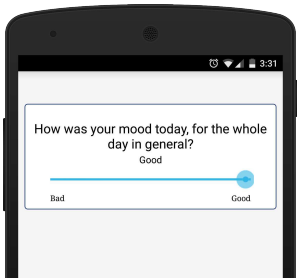 3:31
How was your mood today, for the whole
day in general?
Good
Bad Good